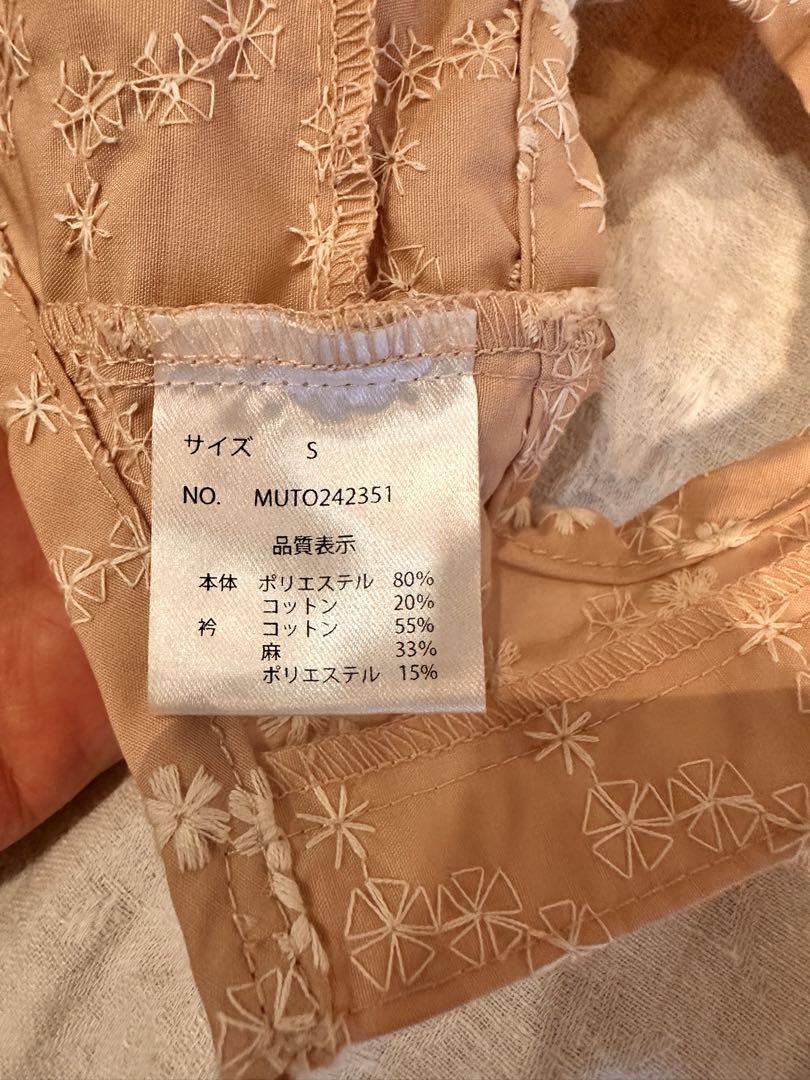 サイズ S
NO. MUTO242351
品質表示
本体 ポリエステル 80%
コットン 20%
衿 コットン 55%
麻 33%
ポリエステル 15%